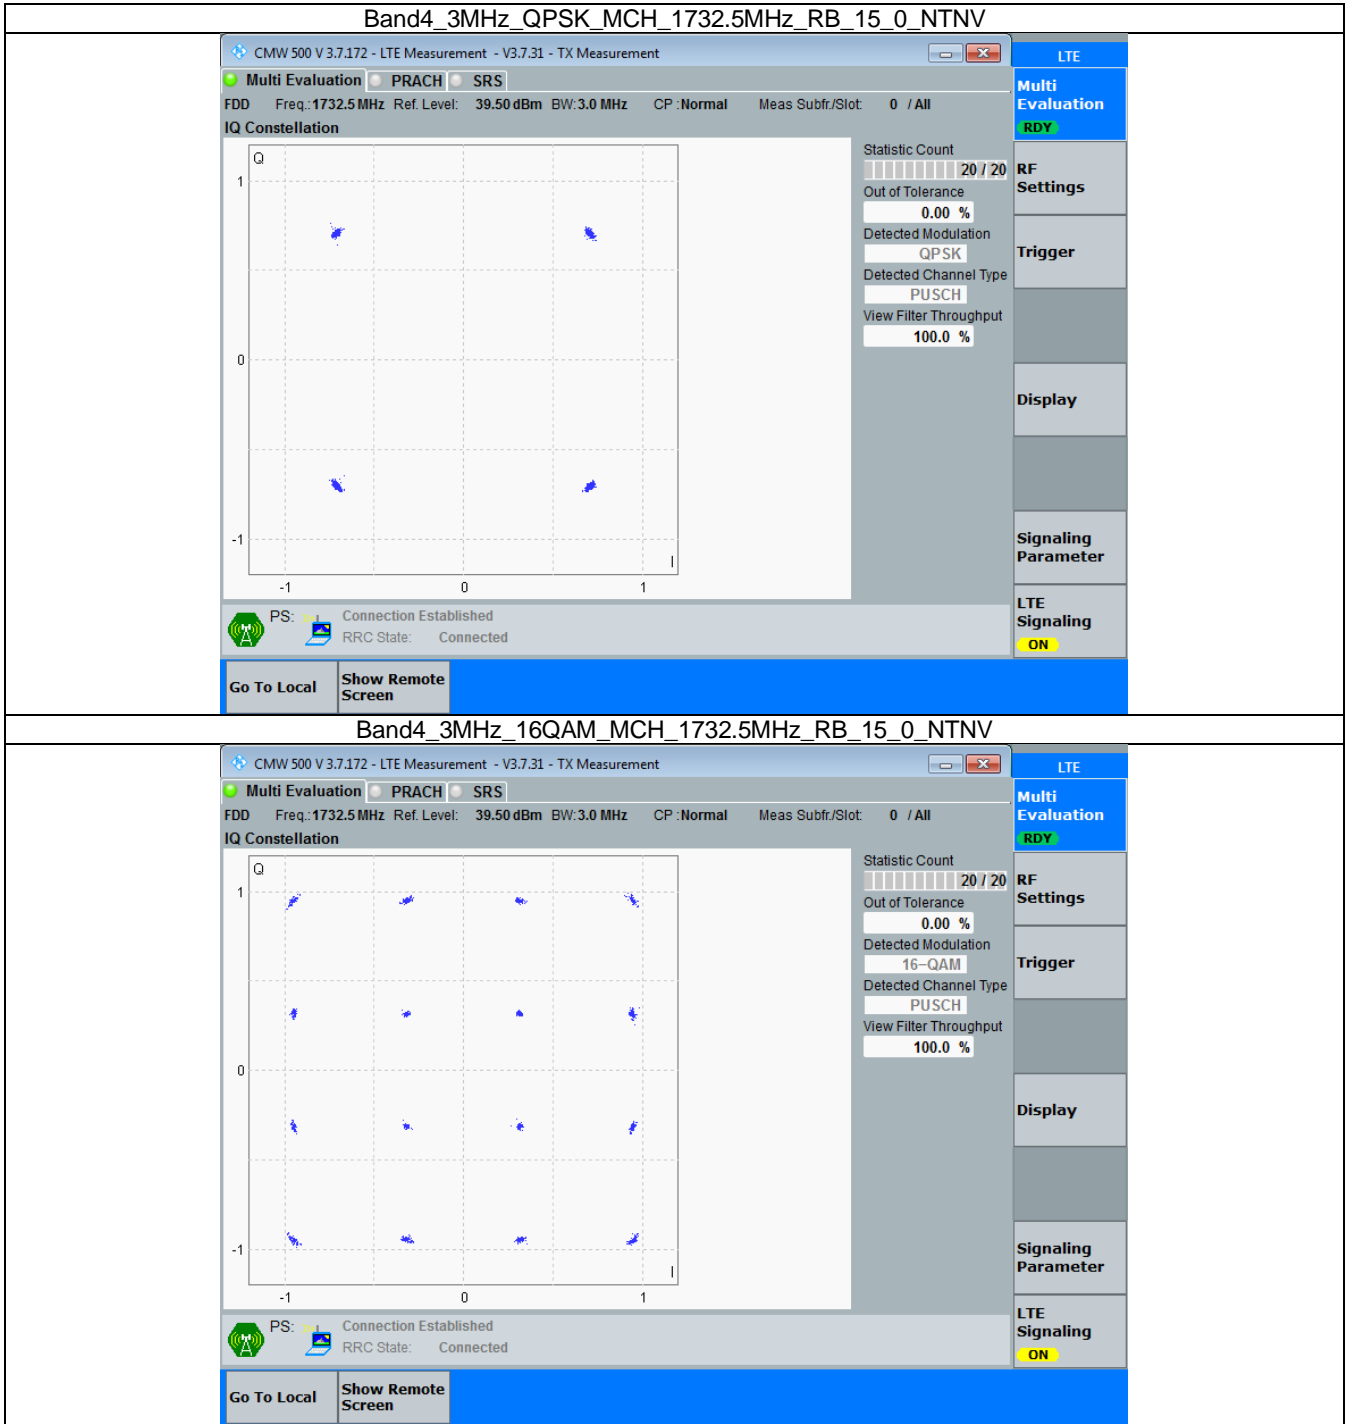 Band4_3MHz_QPSK_MCH_1732.5MHz_RB_15_0_NTNV
CMW 500 V 3.7.172 - LTE Measurement - V3.7.31 - TX Measurement
LTE
Multi Evaluation PRACH SRS
FDD Freq.: 1732.5 MHz Ref. Level: 39.50 dBm BW: 3.0 MHz CP : Normal Meas Subfr./Slot: 0 / All
IQ Constellation
Multi
Evaluation
RDY
Q
1
0
-1
-1 0 1
I
Statistic Count
20 / 20
Out of Tolerance
0.00 %
Detected Modulation
QPSK
Detected Channel Type
PUSCH
View Filter Throughput
100.0 %
RF
Settings
Trigger
Display
Signaling
Parameter
LTE
Signaling
ON
PS: Connection Established
RRC State: Connected
Go To Local
Show Remote
Screen
Band4_3MHz_16QAM_MCH_1732.5MHz_RB_15_0_NTNV
CMW 500 V 3.7.172 - LTE Measurement - V3.7.31 - TX Measurement
LTE
Multi Evaluation PRACH SRS
FDD Freq.: 1732.5 MHz Ref. Level: 39.50 dBm BW: 3.0 MHz CP : Normal Meas Subfr./Slot: 0 / All
IQ Constellation
Multi
Evaluation
RDY
Q
1
0
-1
-1 0 1
I
Statistic Count
20 / 20
Out of Tolerance
0.00 %
Detected Modulation
16-QAM
Detected Channel Type
PUSCH
View Filter Throughput
100.0 %
RF
Settings
Trigger
Display
Signaling
Parameter
LTE
Signaling
ON
PS: Connection Established
RRC State: Connected
Go To Local
Show Remote
Screen